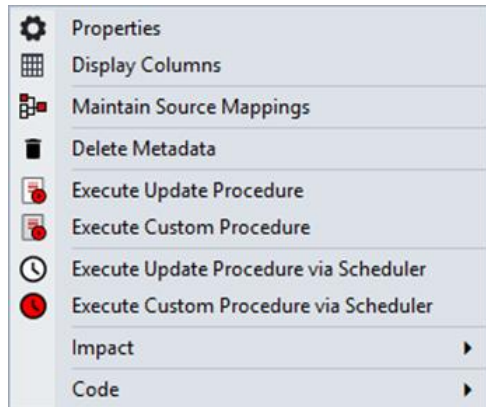 Properties
Display Columns
Maintain Source Mappings
Delete Metadata
Execute Update Procedure
Execute Custom Procedure
Execute Update Procedure via Scheduler
Execute Custom Procedure via Scheduler
Impact
Code